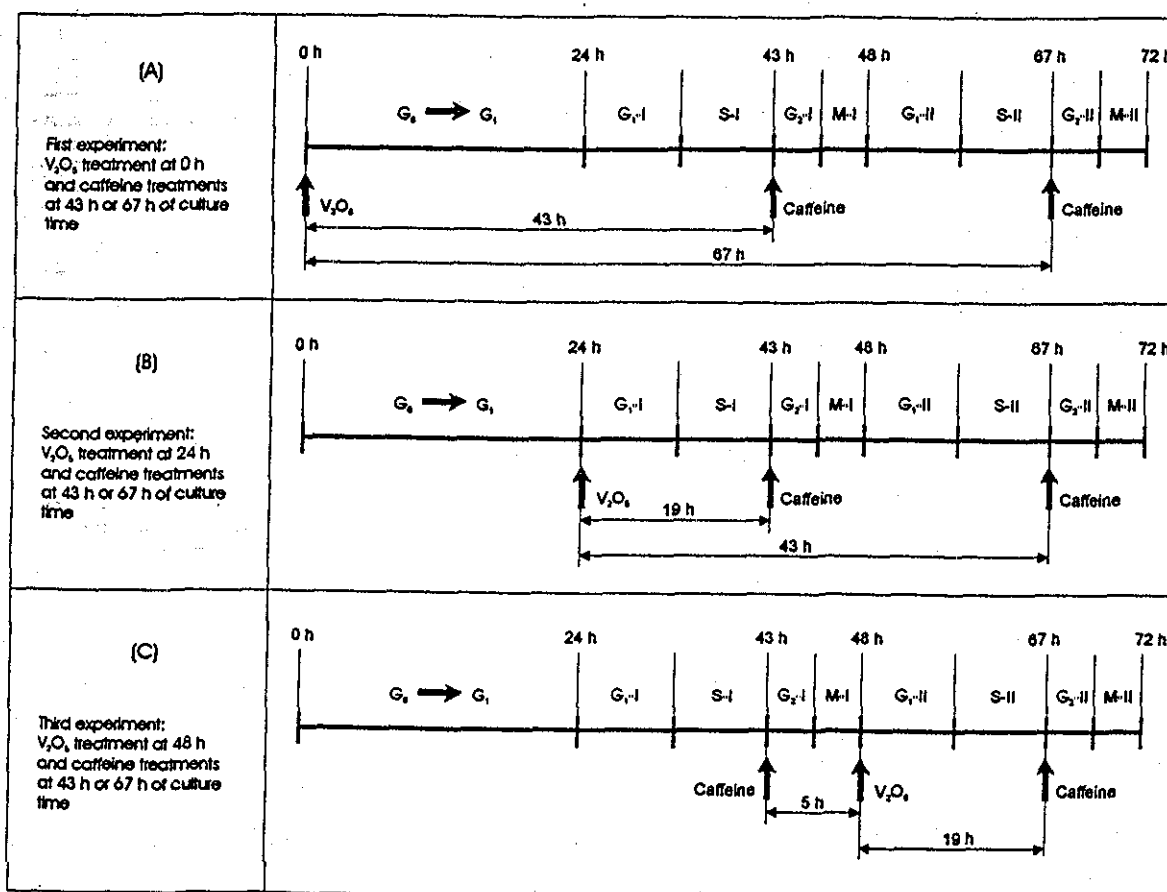 (A)
First experiment:
V₂O₅ treatment at 0 h
and caffeine treatments
at 43 h or 67 h of culture
time
0 h 24 h 43 h 48 h 67 h 72 h
G₀ → G₁ G₁-I S-I G₂-I M-I G₁-II S-II G₂-II M-II
V₂O₅ Caffeine Caffeine
43 h
67 h
(B)
Second experiment:
V₂O₅ treatment at 24 h
and caffeine treatments
at 43 h or 67 h of culture
time
0 h 24 h 43 h 48 h 67 h 72 h
G₀ → G₁ G₁-I S-I G₂-I M-I G₁-II S-II G₂-II M-II
V₂O₅ Caffeine Caffeine
19 h
43 h
(C)
Third experiment:
V₂O₅ treatment at 48 h
and caffeine treatments
at 43 h or 67 h of culture
time
0 h 24 h 43 h 48 h 67 h 72 h
G₀ → G₁ G₁-I S-I G₂-I M-I G₁-II S-II G₂-II M-II
Caffeine V₂O₅ Caffeine
5 h
19 h